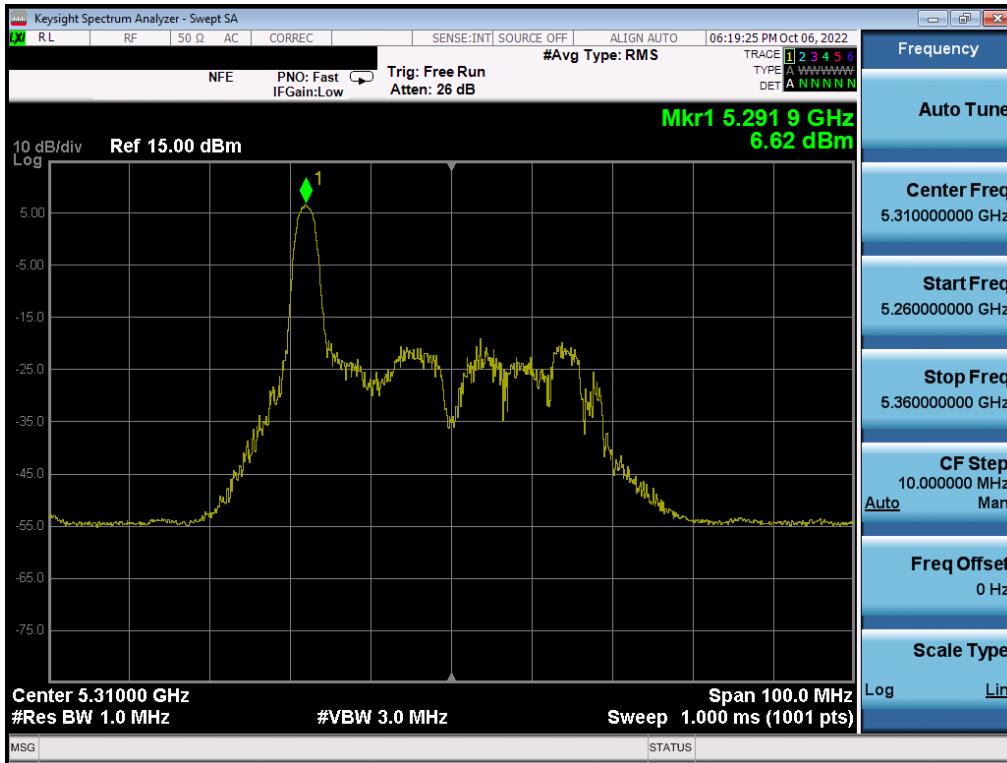 Keysight Spectrum Analyzer - Swept SA
LXI RL RF 50 Ω AC CORREC SENSE:INT SOURCE OFF ALIGN AUTO 06:19:25 PM Oct 06, 2022
#Avg Type: RMS
TRACE 1 2 3 4 5 6
TYPE A WWWWW
DET A N N N N N
NFE PNO: Fast Trig: Free Run
IFGain:Low Atten: 26 dB
Mkr1 5.291 9 GHz
6.62 dBm
10 dB/div Ref 15.00 dBm
Log
1
5.00
-5.00
-15.0
-25.0
-35.0
-45.0
-55.0
-65.0
-75.0
Center 5.31000 GHz Span 100.0 MHz
#Res BW 1.0 MHz #VBW 3.0 MHz Sweep 1.000 ms (1001 pts)
MSG STATUS
Frequency
Auto Tune
Center Freq
5.310000000 GHz
Start Freq
5.260000000 GHz
Stop Freq
5.360000000 GHz
CF Step
10.000000 MHz
Auto Man
Freq Offset
0 Hz
Scale Type
Log Lin